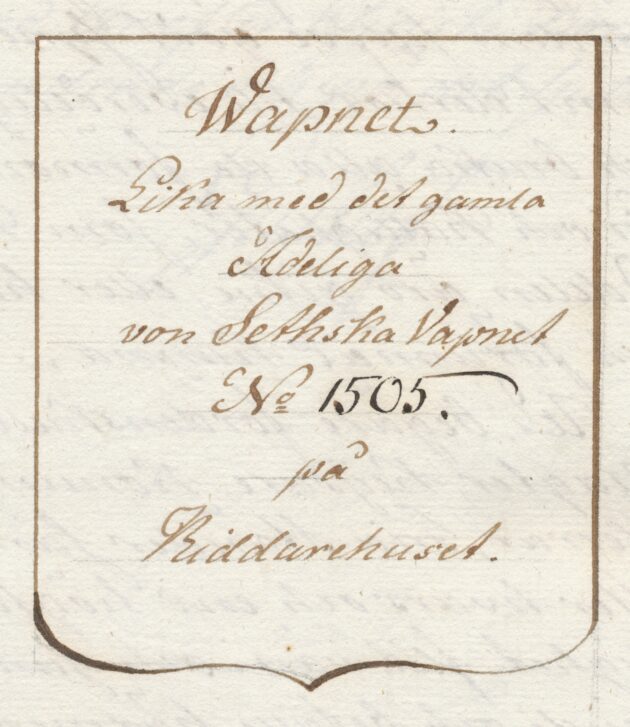 Wapnet.
Lika med det gamla
Adeliga
von Sethska Vapnet
No 1505.
på
Riddarehuset.